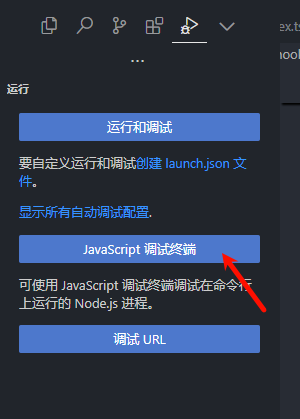 ex.ts
hool
...
运行
运行和调试
要自定义运行和调试创建 launch.json 文
件。
显示所有自动调试配置.
JavaScript 调试终端
可使用 JavaScript 调试终端调试在命令行
上运行的 Node.js 进程。
调试 URL